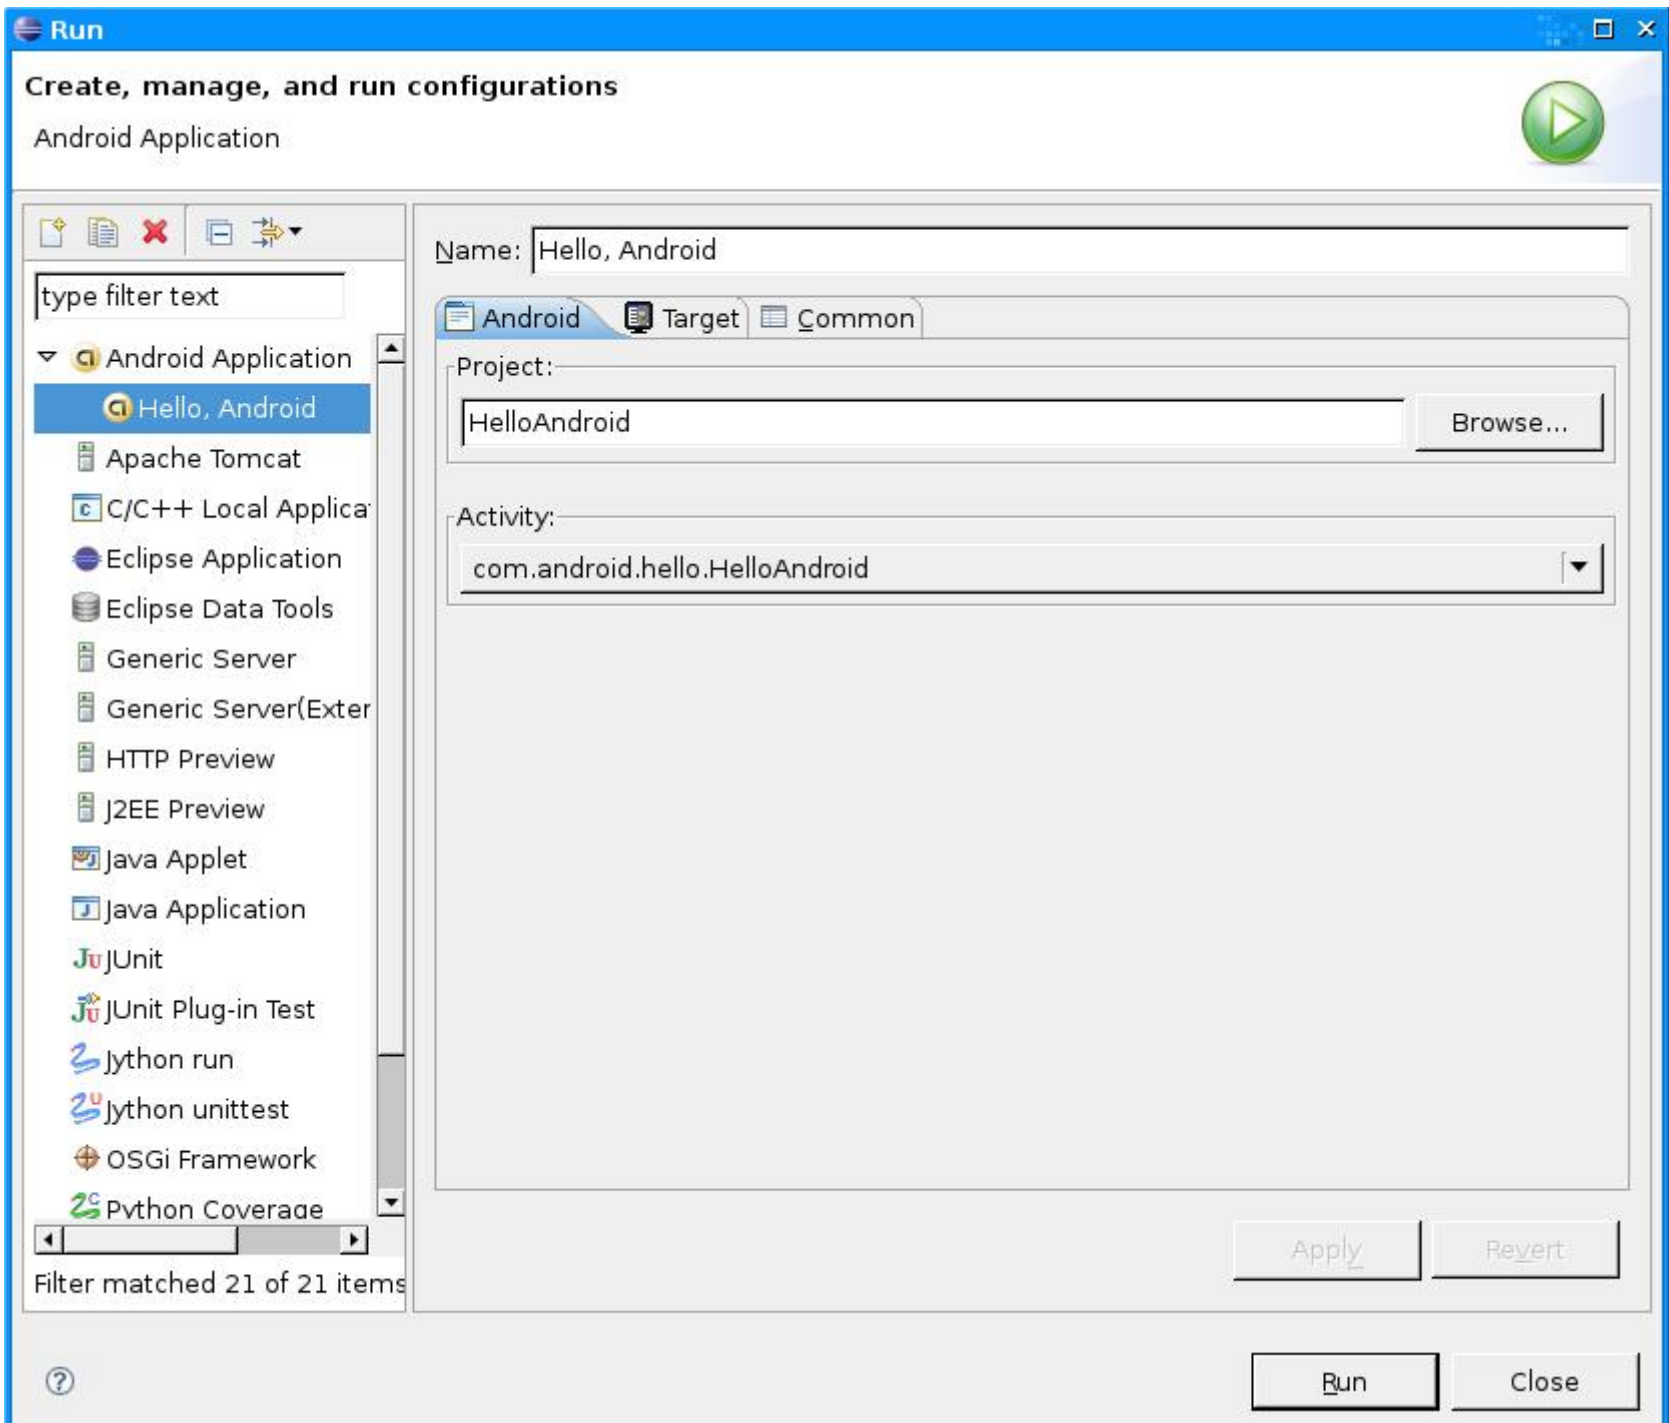 Run
Create, manage, and run configurations
Android Application
type filter text
Android Application
Hello, Android
Apache Tomcat
C/C++ Local Applica
Eclipse Application
Eclipse Data Tools
Generic Server
Generic Server(Exter
HTTP Preview
J2EE Preview
Java Applet
Java Application
JUnit
JUnit Plug-in Test
Jython run
Jython unittest
OSGi Framework
Python Coverage
Filter matched 21 of 21 items
Name: Hello, Android
Android Target Common
Project:
HelloAndroid Browse...
Activity:
com.android.hello.HelloAndroid
Apply Revert
Run Close